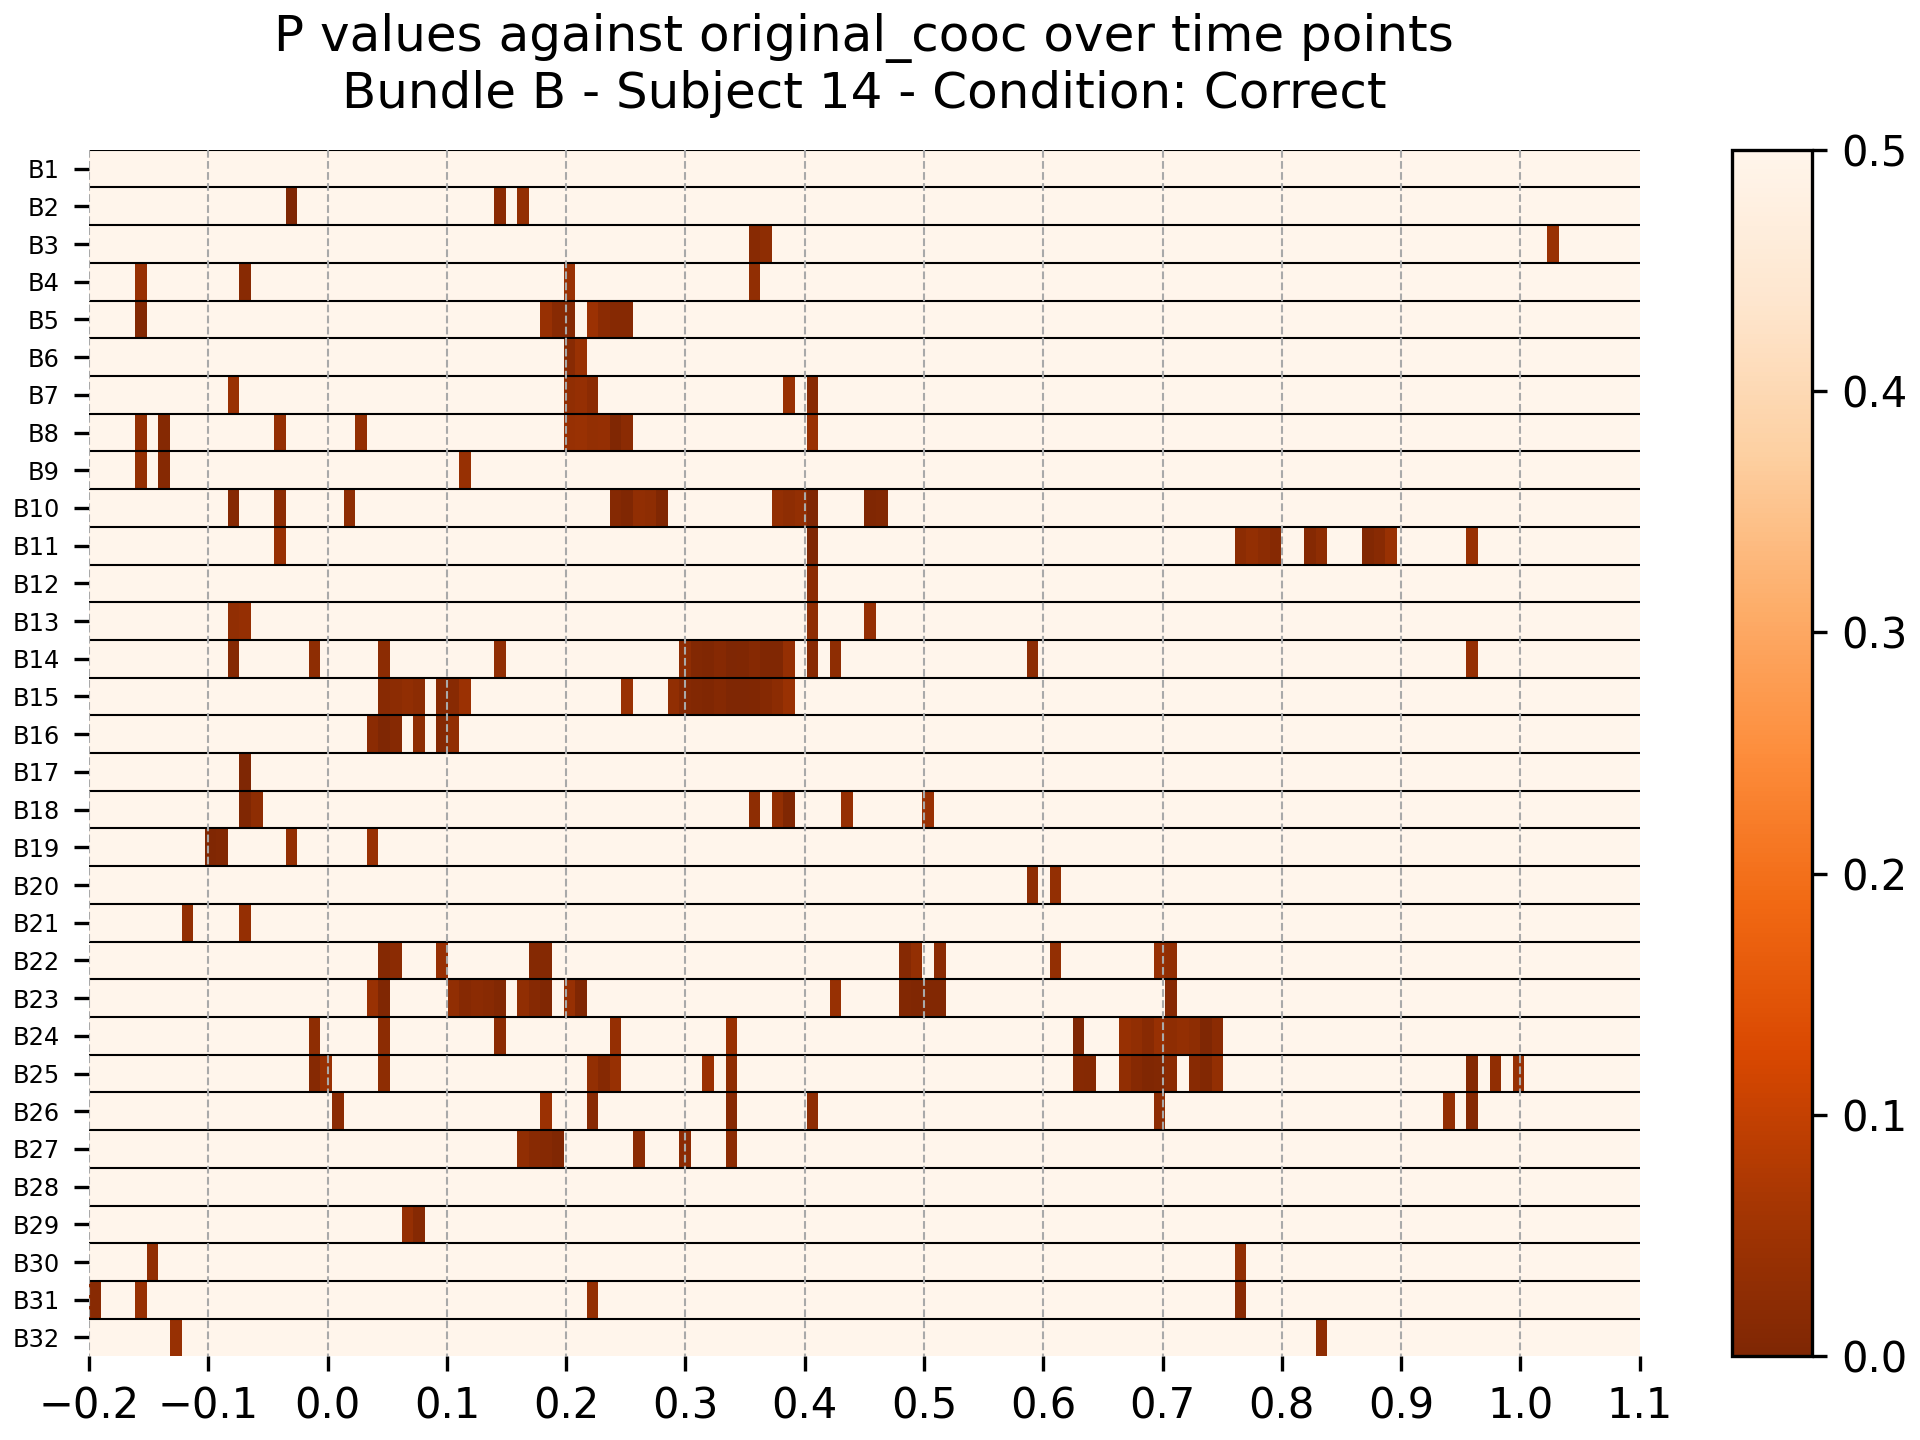 P values against original_cooc over time points
Bundle B - Subject 14 - Condition: Correct
B1
B2
B3
B4
B5
B6
B7
B8
B9
B10
B11
B12
B13
B14
B15
B16
B17
B18
B19
B20
B21
B22
B23
B24
B25
B26
B27
B28
B29
B30
B31
B32
−0.2 −0.1 0.0 0.1 0.2 0.3 0.4 0.5 0.6 0.7 0.8 0.9 1.0 1.1
0.5
0.4
0.3
0.2
0.1
0.0